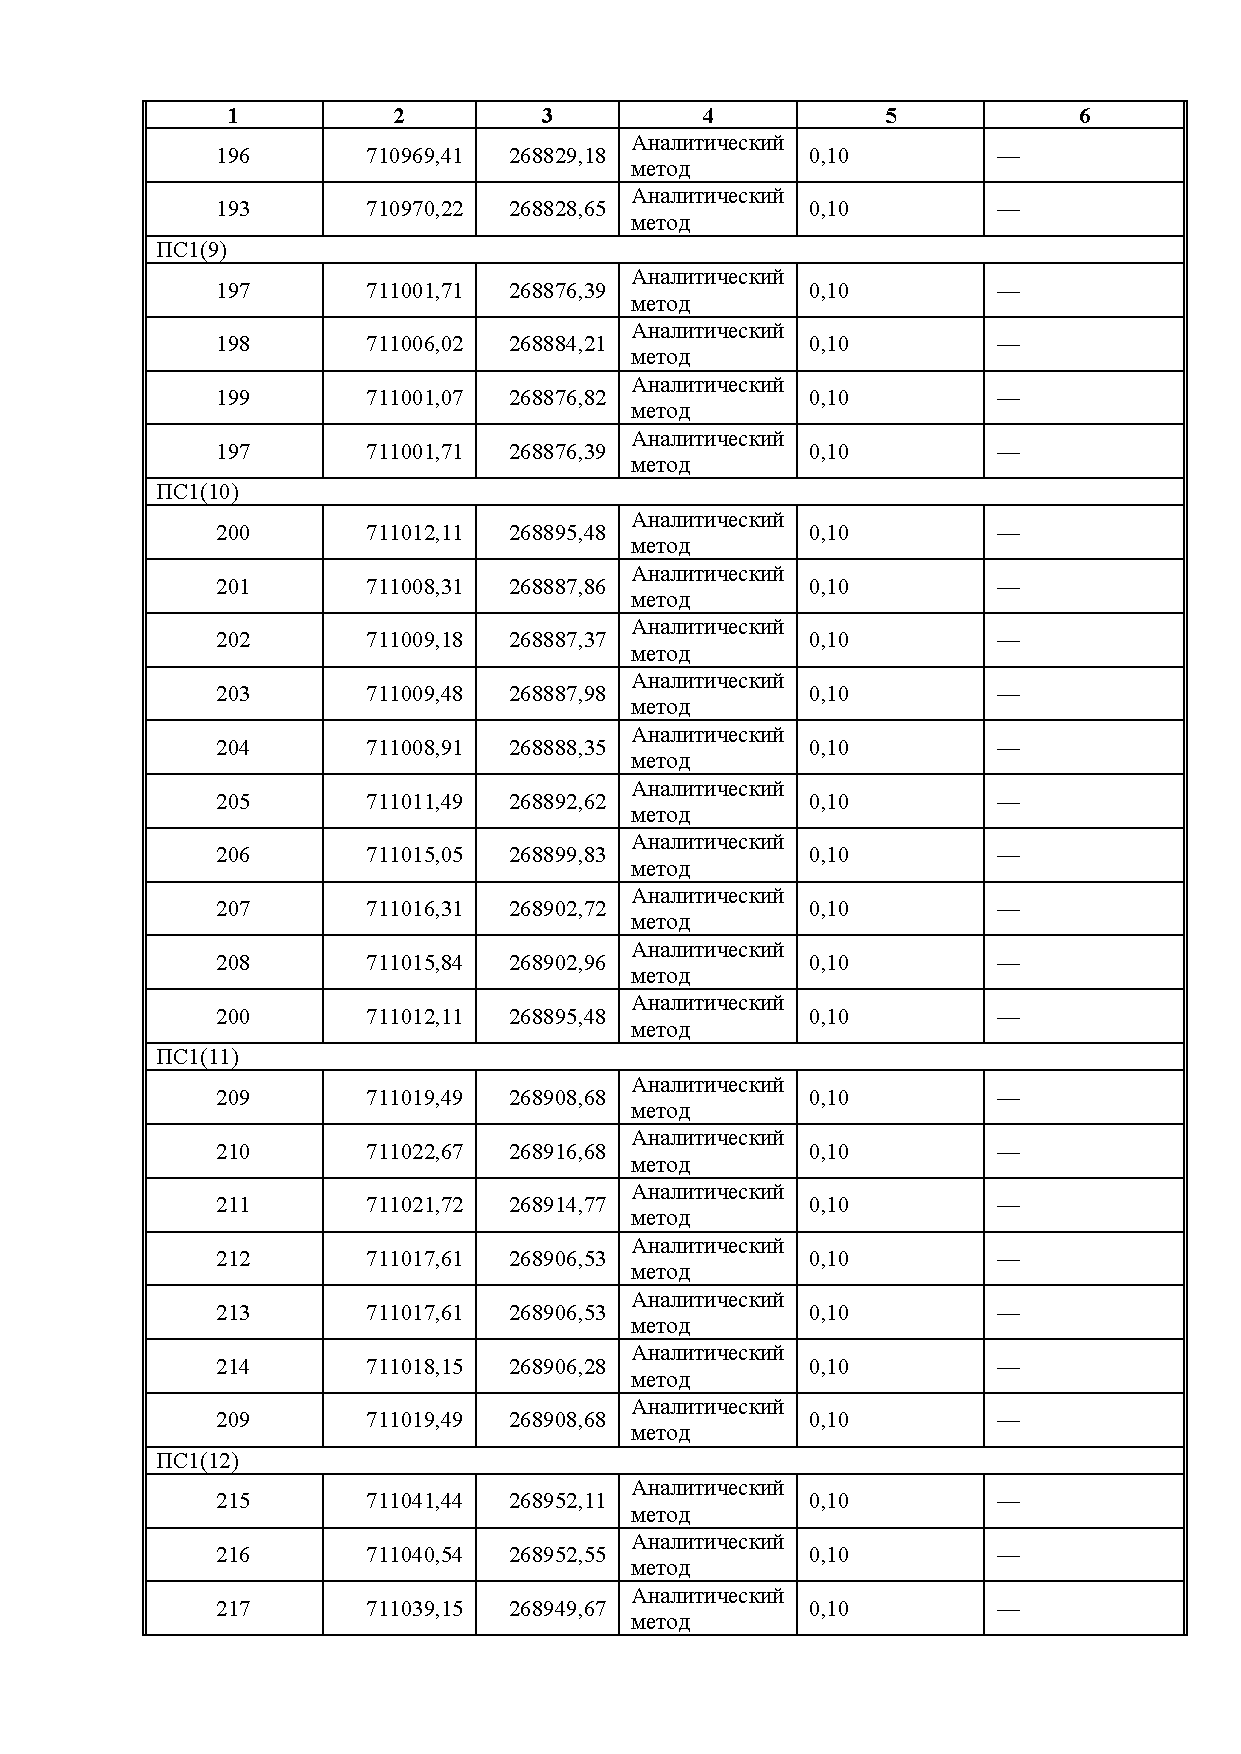 1 2 3 4 5 6
196 710969,41 268829,18 Аналитический метод 0,10 —
193 710970,22 268828,65 Аналитический метод 0,10 —
ПС1(9)
197 711001,71 268876,39 Аналитический метод 0,10 —
198 711006,02 268884,21 Аналитический метод 0,10 —
199 711001,07 268876,82 Аналитический метод 0,10 —
197 711001,71 268876,39 Аналитический метод 0,10 —
ПС1(10)
200 711012,11 268895,48 Аналитический метод 0,10 —
201 711008,31 268887,86 Аналитический метод 0,10 —
202 711009,18 268887,37 Аналитический метод 0,10 —
203 711009,48 268887,98 Аналитический метод 0,10 —
204 711008,91 268888,35 Аналитический метод 0,10 —
205 711011,49 268892,62 Аналитический метод 0,10 —
206 711015,05 268899,83 Аналитический метод 0,10 —
207 711016,31 268902,72 Аналитический метод 0,10 —
208 711015,84 268902,96 Аналитический метод 0,10 —
200 711012,11 268895,48 Аналитический метод 0,10 —
ПС1(11)
209 711019,49 268908,68 Аналитический метод 0,10 —
210 711022,67 268916,68 Аналитический метод 0,10 —
211 711021,72 268914,77 Аналитический метод 0,10 —
212 711017,61 268906,53 Аналитический метод 0,10 —
213 711017,61 268906,53 Аналитический метод 0,10 —
214 711018,15 268906,28 Аналитический метод 0,10 —
209 711019,49 268908,68 Аналитический метод 0,10 —
ПС1(12)
215 711041,44 268952,11 Аналитический метод 0,10 —
216 711040,54 268952,55 Аналитический метод 0,10 —
217 711039,15 268949,67 Аналитический метод 0,10 —